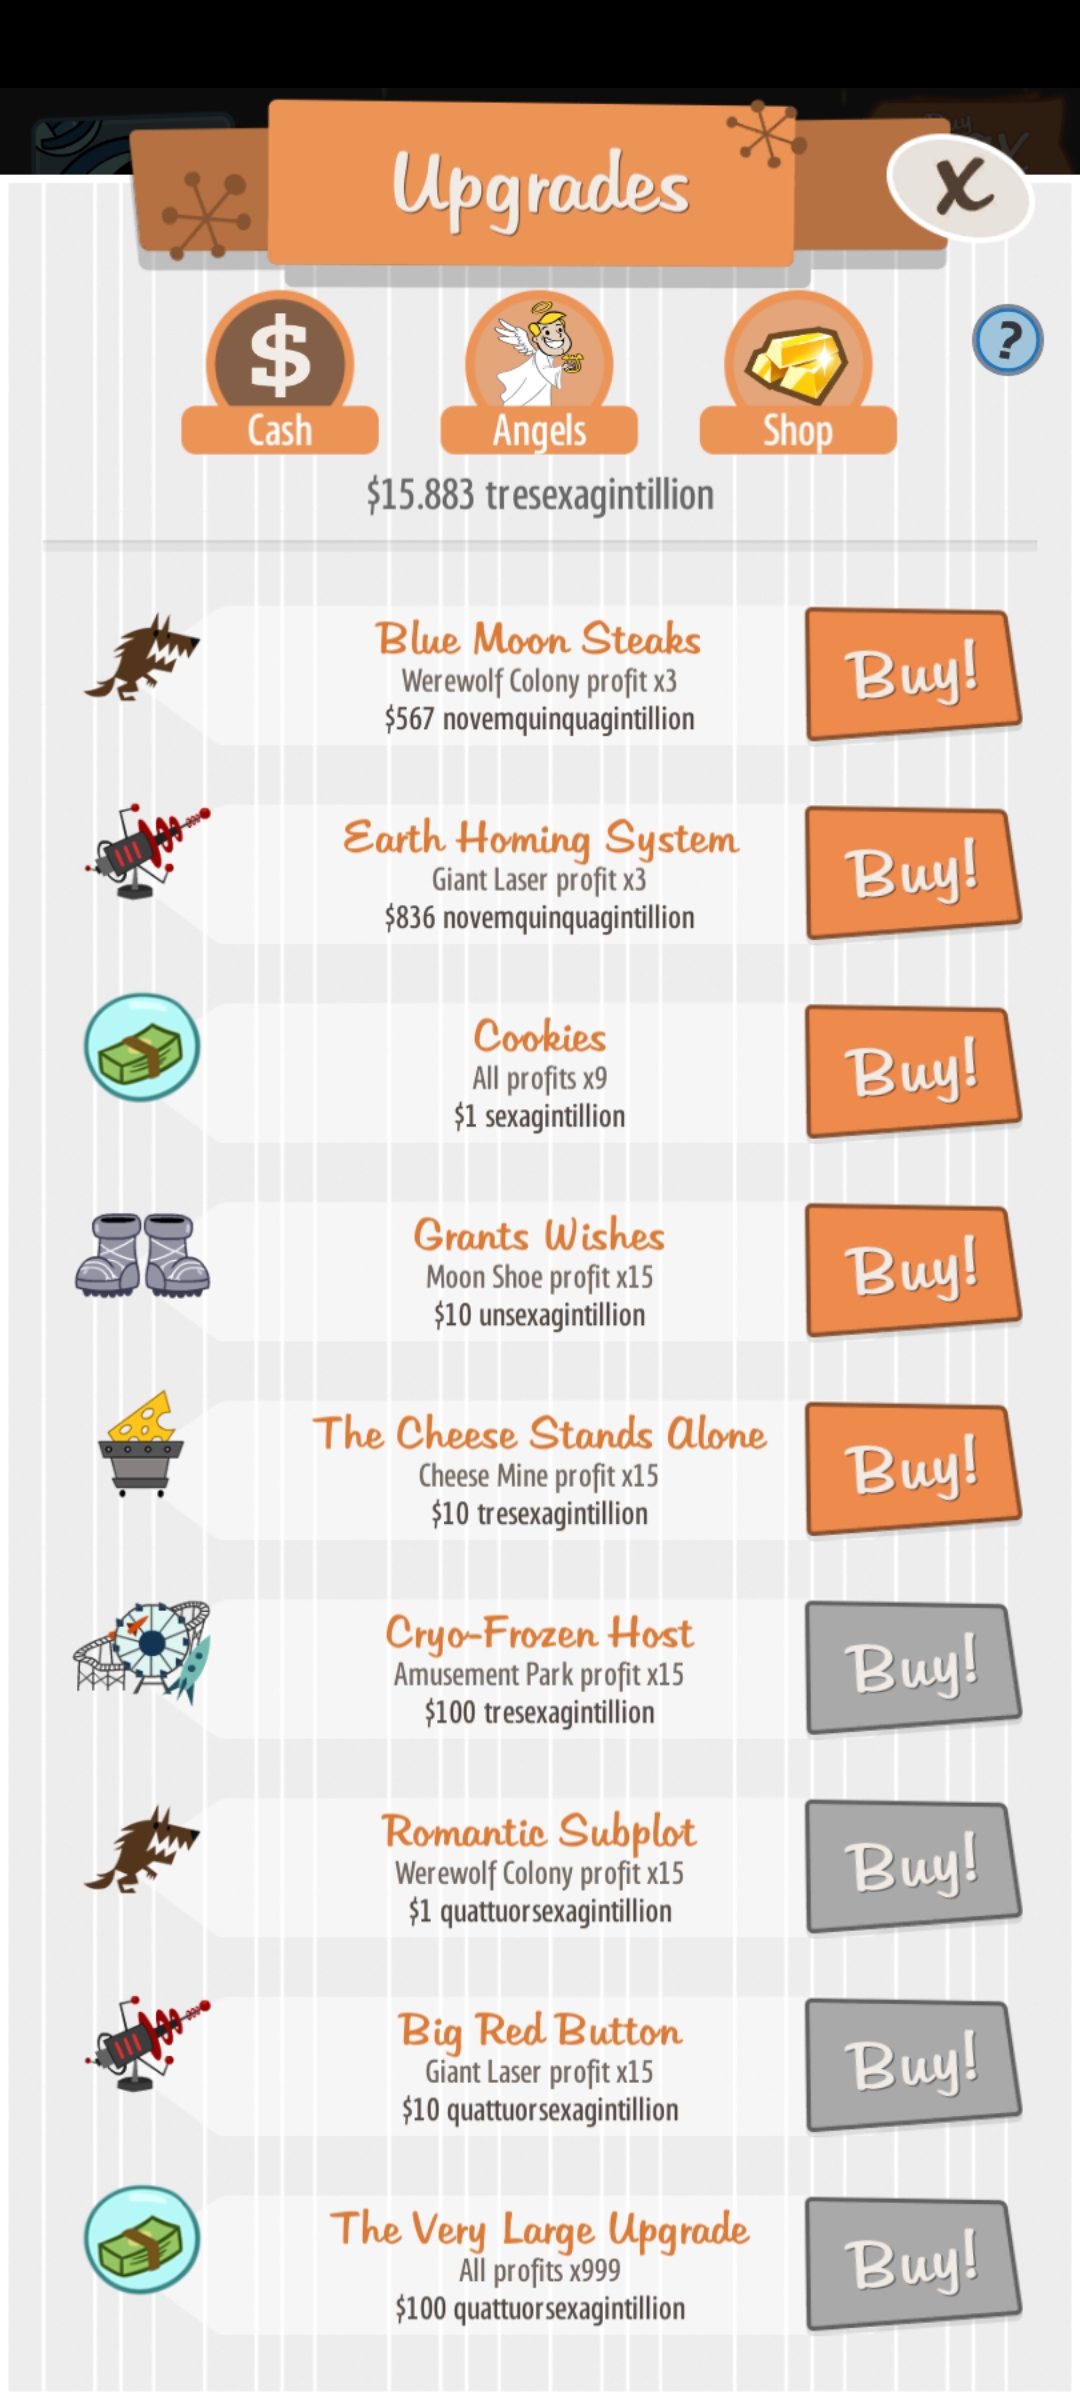 Upgrades
X
$
?
Cash
Angels
Shop
$15.883 tresexagintillion
Blue Moon Steaks
Werewolf Colony profit x3
$567 novemquinquagintillion
Buy!
Earth Homing System
Giant Laser profit x3
$836 novemquinquagintillion
Buy!
Cookies
All profits x9
$1 sexagintillion
Buy!
Grants Wishes
Moon Shoe profit x15
$10 unsexagintillion
Buy!
The Cheese Stands Alone
Cheese Mine profit x15
$10 tresexagintillion
Buy!
Cryo-Frozen Host
Amusement Park profit x15
$100 tresexagintillion
Buy!
Romantic Subplot
Werewolf Colony profit x15
$1 quattuorsexagintillion
Buy!
Big Red Button
Giant Laser profit x15
$10 quattuorsexagintillion
Buy!
The Very Large Upgrade
All profits x999
$100 quattuorsexagintillion
Buy!